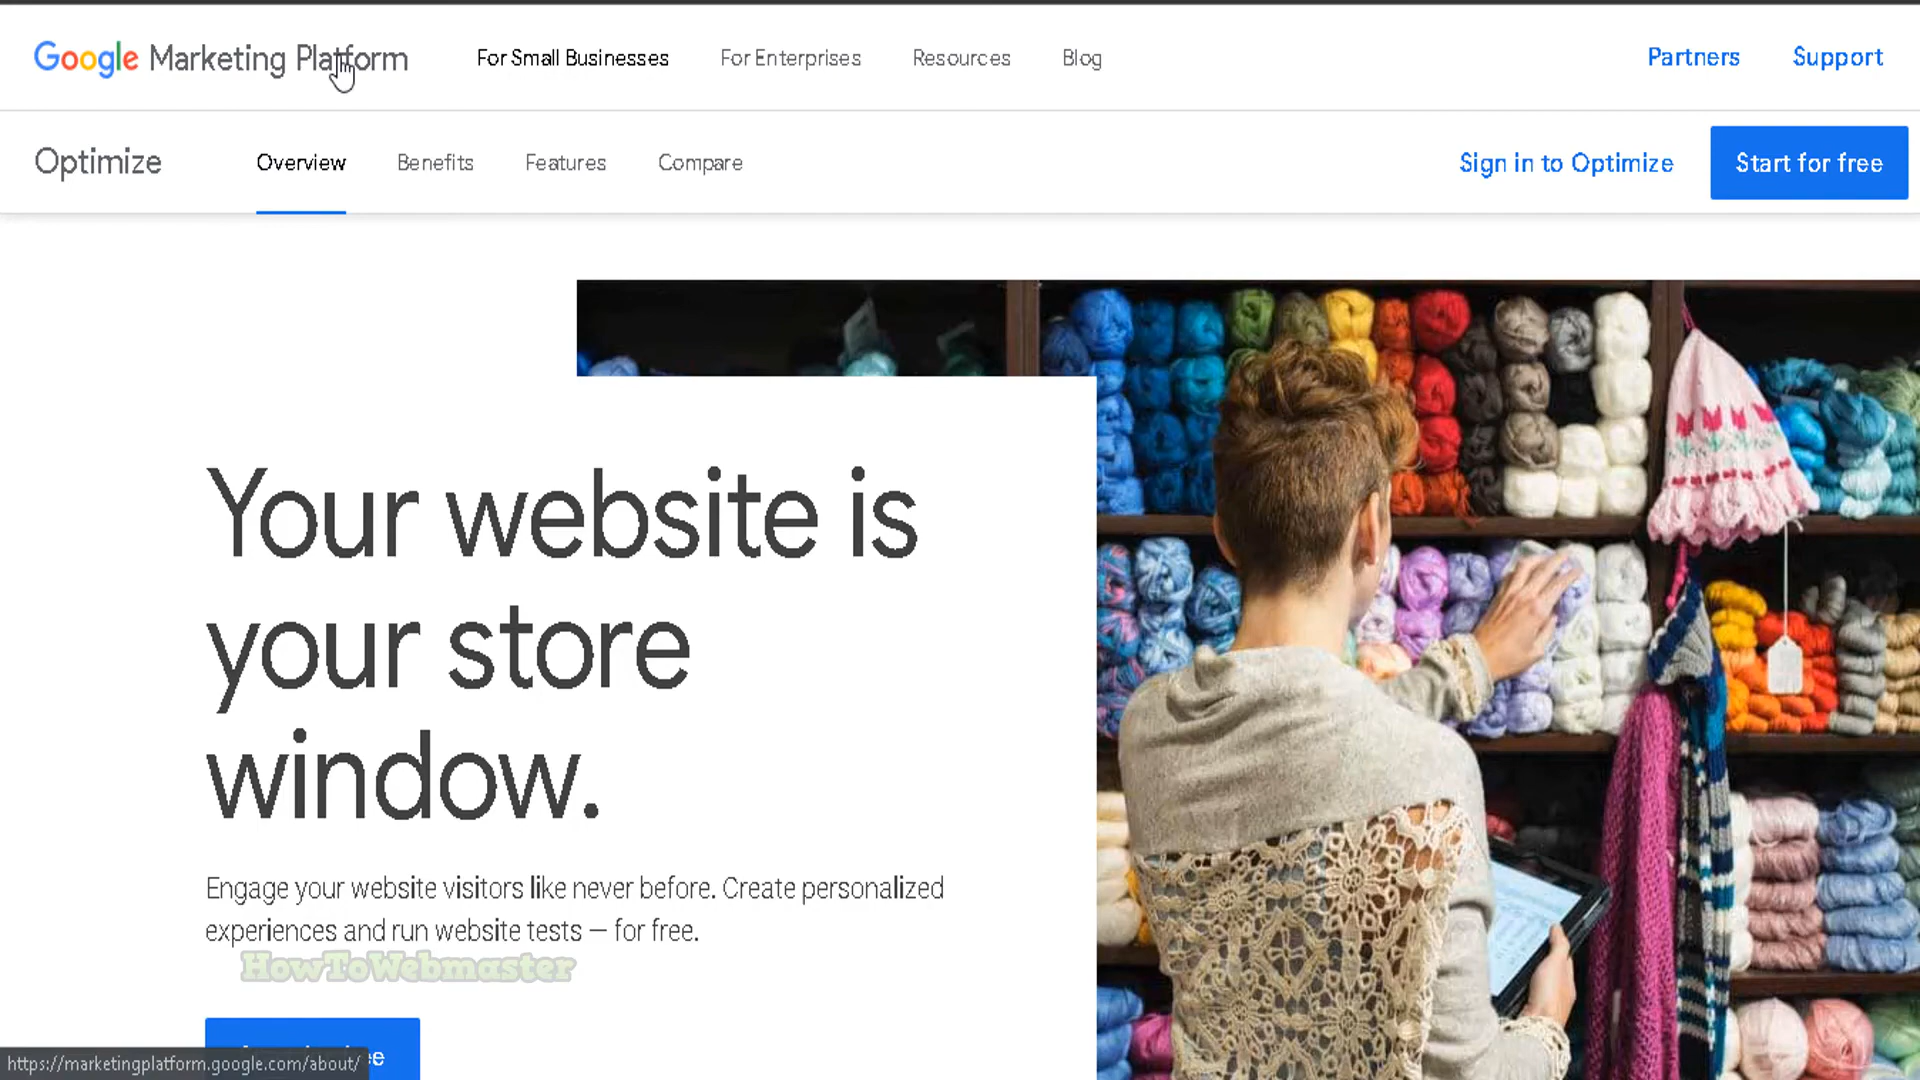 Google Marketing Platform
For Small Businesses
For Enterprises
Resources
Blog
Partners
Support
Optimize
Overview
Benefits
Features
Compare
Sign in to Optimize
Start for free
Your website is
your store
window.
Engage your website visitors like never before. Create personalized
experiences and run website tests — for free.
HowToWebmaster
https://marketingplatform.google.com/about/